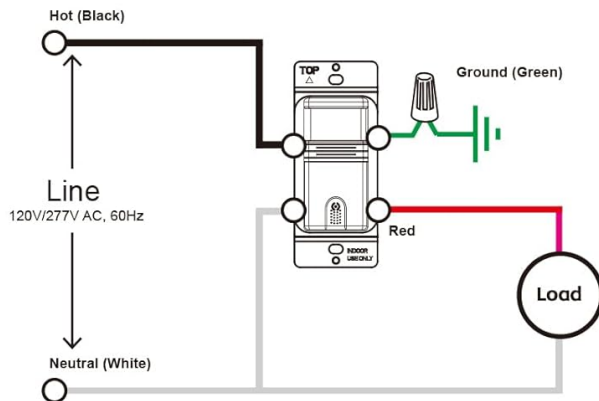 Hot (Black)
TOP
Ground (Green)
Line
120V/277V AC, 60Hz
Red
INDOOR
USE ONLY
Load
Neutral (White)